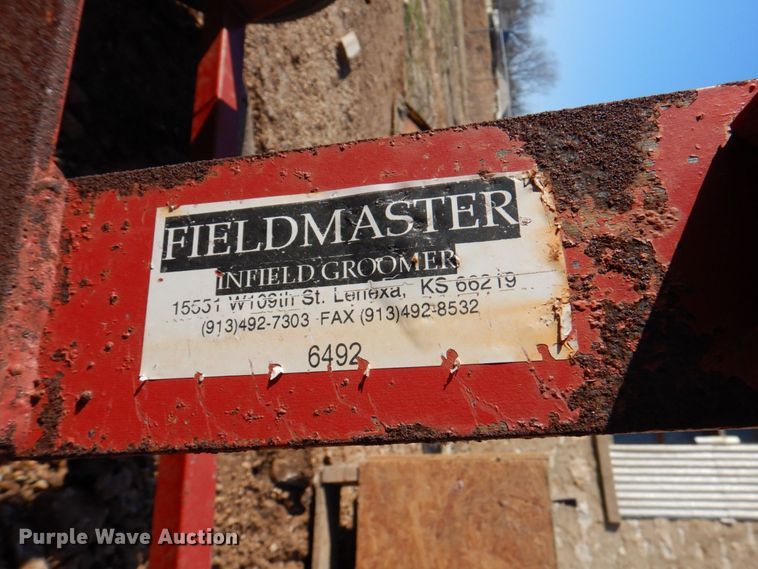 FIELDMASTER
INFIELD GROOMER
15551 W109th St. Lenexa, KS 66219
(913)492-7303 FAX (913)492-8532
6492
Purple Wave Auction